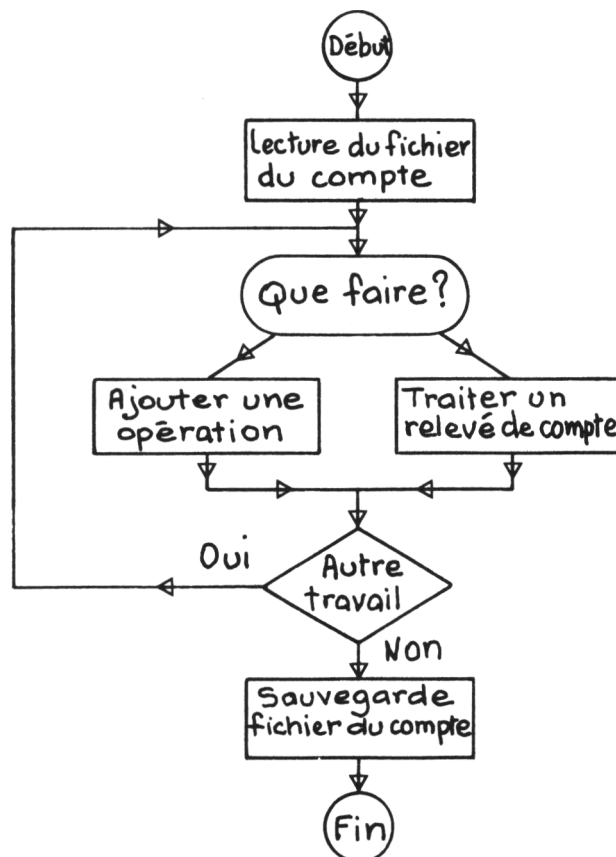 Début
Lecture du fichier
du compte
Que faire?
Ajouter une
opération
Traiter un
relevé de compte
Oui
Autre
travail
Non
Sauvegarde
fichier du compte
Fin